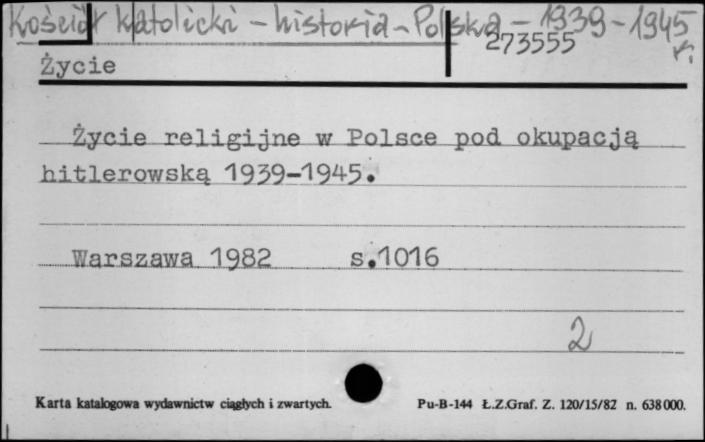 Kościół katolicki - historia - Polska - 1939-1945 r.
273555
Życie
Życie religijne w Polsce pod okupacją
hitlerowską 1939-1945.
Warszawa 1982 s.1016
2
Karta katalogowa wydawnictw ciągłych i zwartych. Pu-B-144 Ł.Z.Graf. Z. 120/15/82 n. 638000.